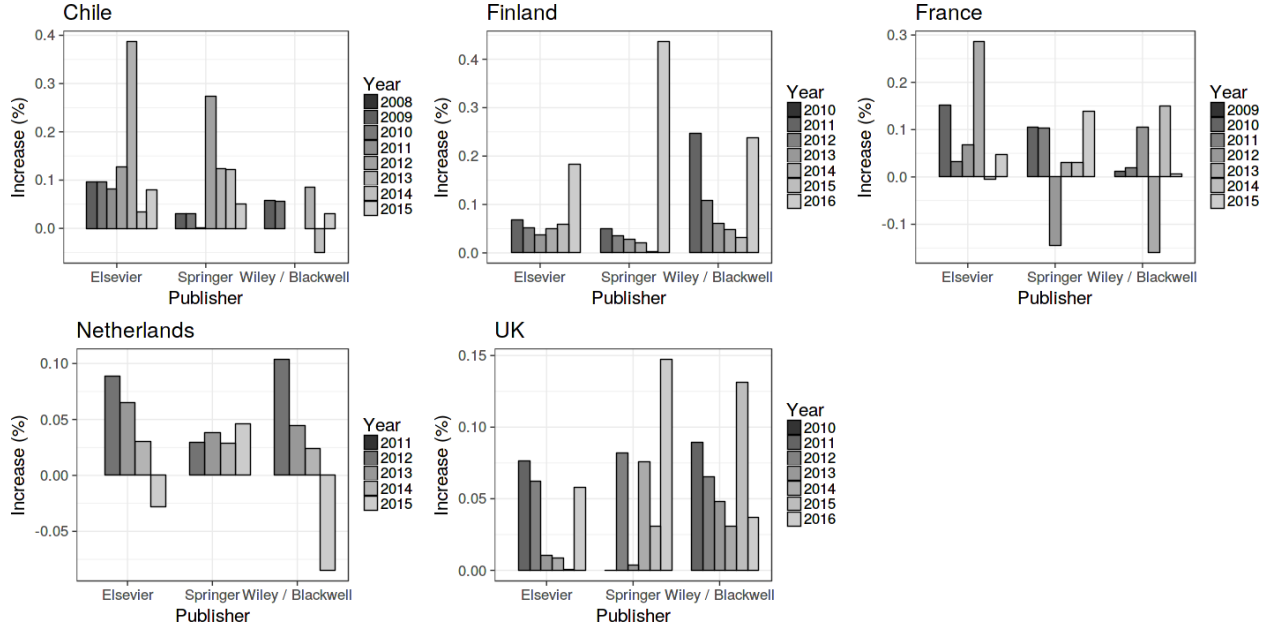 Chile
Increase (%)
0.4
0.3
0.2
0.1
0.0
Elsevier Springer Wiley / Blackwell
Publisher
Year
2008
2009
2010
2011
2012
2013
2014
2015
Finland
Increase (%)
0.4
0.3
0.2
0.1
0.0
Elsevier Springer Wiley / Blackwell
Publisher
Year
2010
2011
2012
2013
2014
2015
2016
France
Increase (%)
0.3
0.2
0.1
0.0
-0.1
Elsevier Springer Wiley / Blackwell
Publisher
Year
2009
2010
2011
2012
2013
2014
2015
Netherlands
Increase (%)
0.10
0.05
0.00
-0.05
Elsevier Springer Wiley / Blackwell
Publisher
Year
2011
2012
2013
2014
2015
UK
Increase (%)
0.15
0.10
0.05
0.00
Elsevier Springer Wiley / Blackwell
Publisher
Year
2010
2011
2012
2013
2014
2015
2016